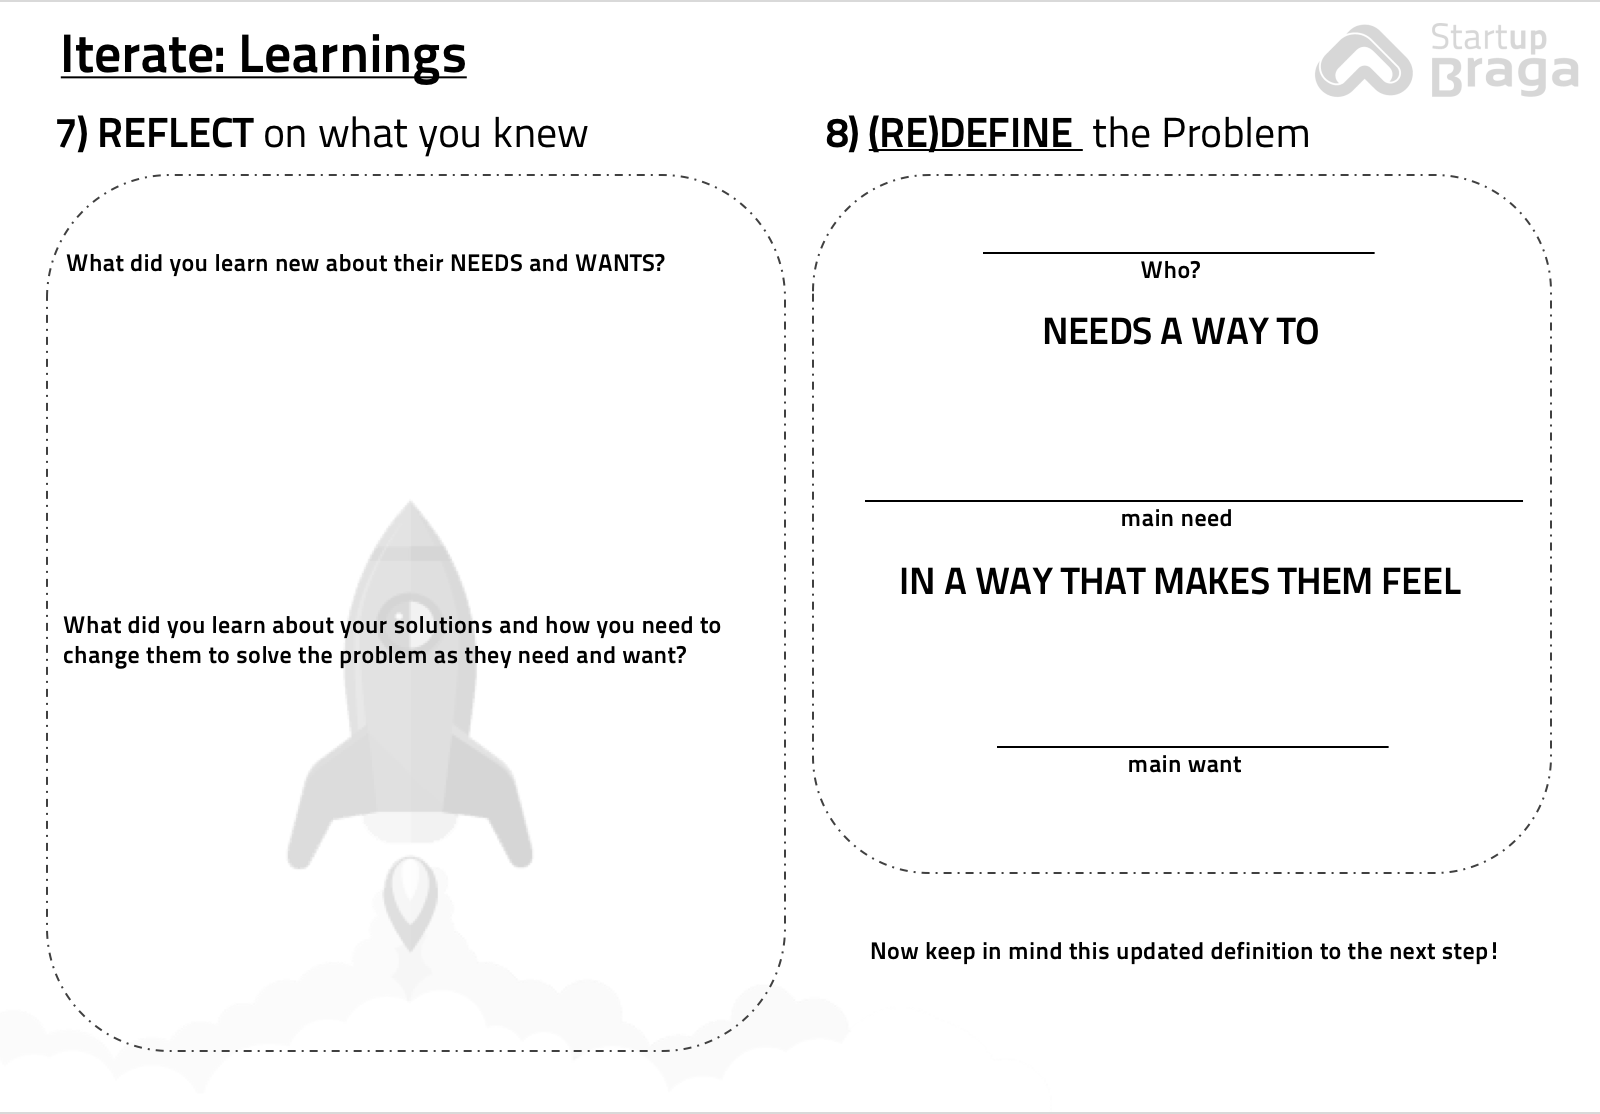 Iterate: Learnings
Startup
Braga
7) REFLECT on what you knew
What did you learn new about their NEEDS and WANTS?
What did you learn about your solutions and how you need to
change them to solve the problem as they need and want?
8) (RE)DEFINE the Problem
Who?
NEEDS A WAY TO
main need
IN A WAY THAT MAKES THEM FEEL
main want
Now keep in mind this updated definition to the next step!